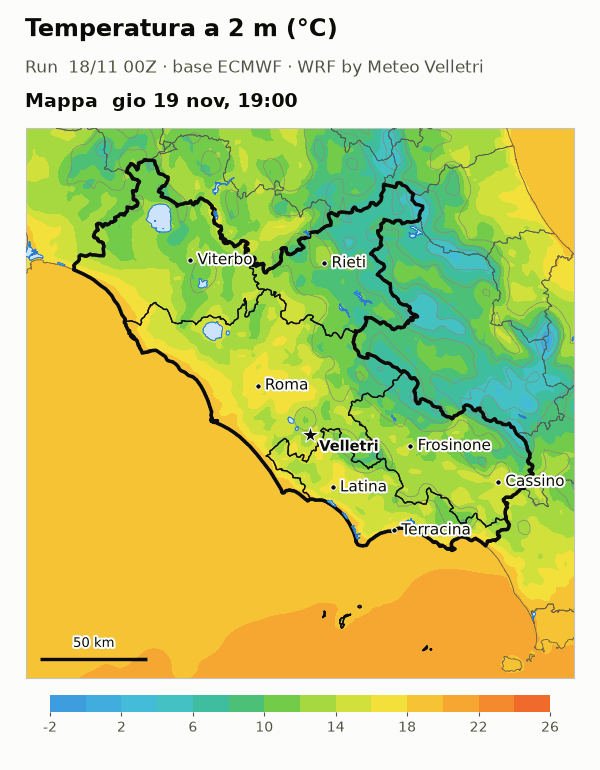 Temperatura a 2 m (°C)
Run  18/11 00Z · base ECMWF · WRF by Meteo Velletri
Mappa  gio 19 nov, 19:00
Viterbo
Rieti
Roma
Velletri
Frosinone
Cassino
Latina
Terracina
50 km
-2 2 6 10 14 18 22 26